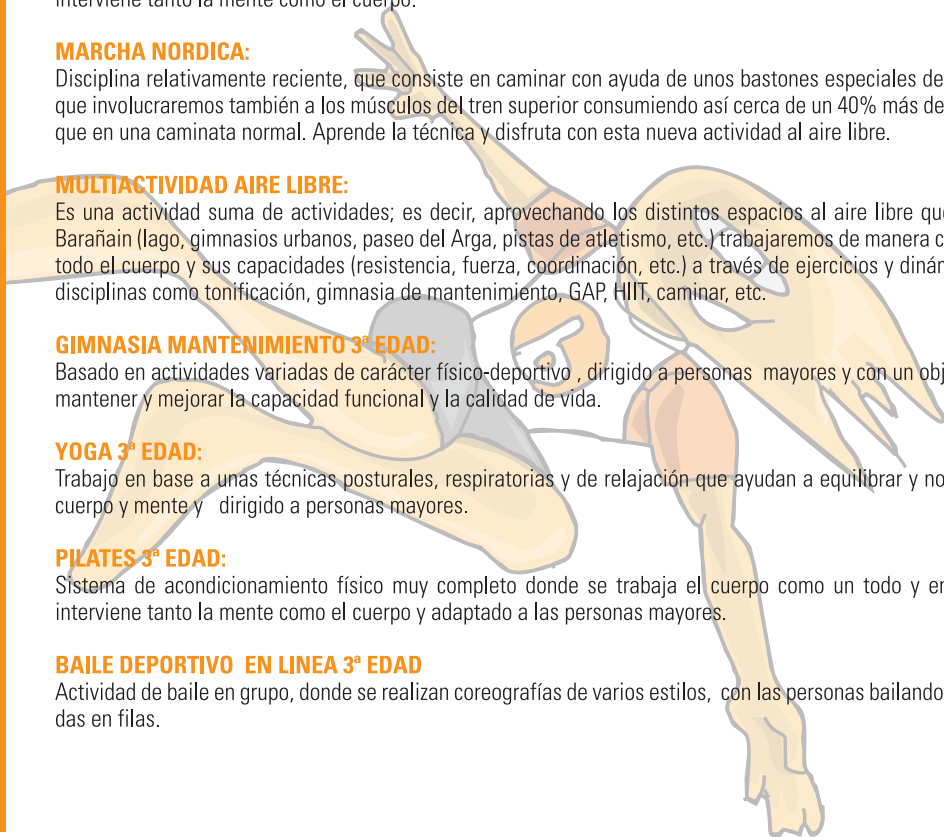 interviene tanto la mente como el cuerpo.
MARCHA NORDICA:
Disciplina relativamente reciente, que consiste en caminar con ayuda de unos bastones especiales de
que involucraremos también a los músculos del tren superior consumiendo así cerca de un 40% más de
que en una caminata normal. Aprende la técnica y disfruta con esta nueva actividad al aire libre.
MULTIACTIVIDAD AIRE LIBRE:
Es una actividad suma de actividades; es decir, aprovechando los distintos espacios al aire libre que
Barañain (lago, gimnasios urbanos, paseo del Arga, pistas de atletismo, etc.) trabajaremos de manera c
todo el cuerpo y sus capacidades (resistencia, fuerza, coordinación, etc.) a través de ejercicios y dinám
disciplinas como tonificación, gimnasia de mantenimiento, GAP, HIIT, caminar, etc.
GIMNASIA MANTENIMIENTO 3ª EDAD:
Basado en actividades variadas de carácter físico-deportivo , dirigido a personas mayores y con un obj
mantener y mejorar la capacidad funcional y la calidad de vida.
YOGA 3ª EDAD:
Trabajo en base a unas técnicas posturales, respiratorias y de relajación que ayudan a equilibrar y no
cuerpo y mente y dirigido a personas mayores.
PILATES 3ª EDAD:
Sistema de acondicionamiento físico muy completo donde se trabaja el cuerpo como un todo y en
interviene tanto la mente como el cuerpo y adaptado a las personas mayores.
BAILE DEPORTIVO EN LINEA 3ª EDAD
Actividad de baile en grupo, donde se realizan coreografías de varios estilos, con las personas bailando
das en filas.